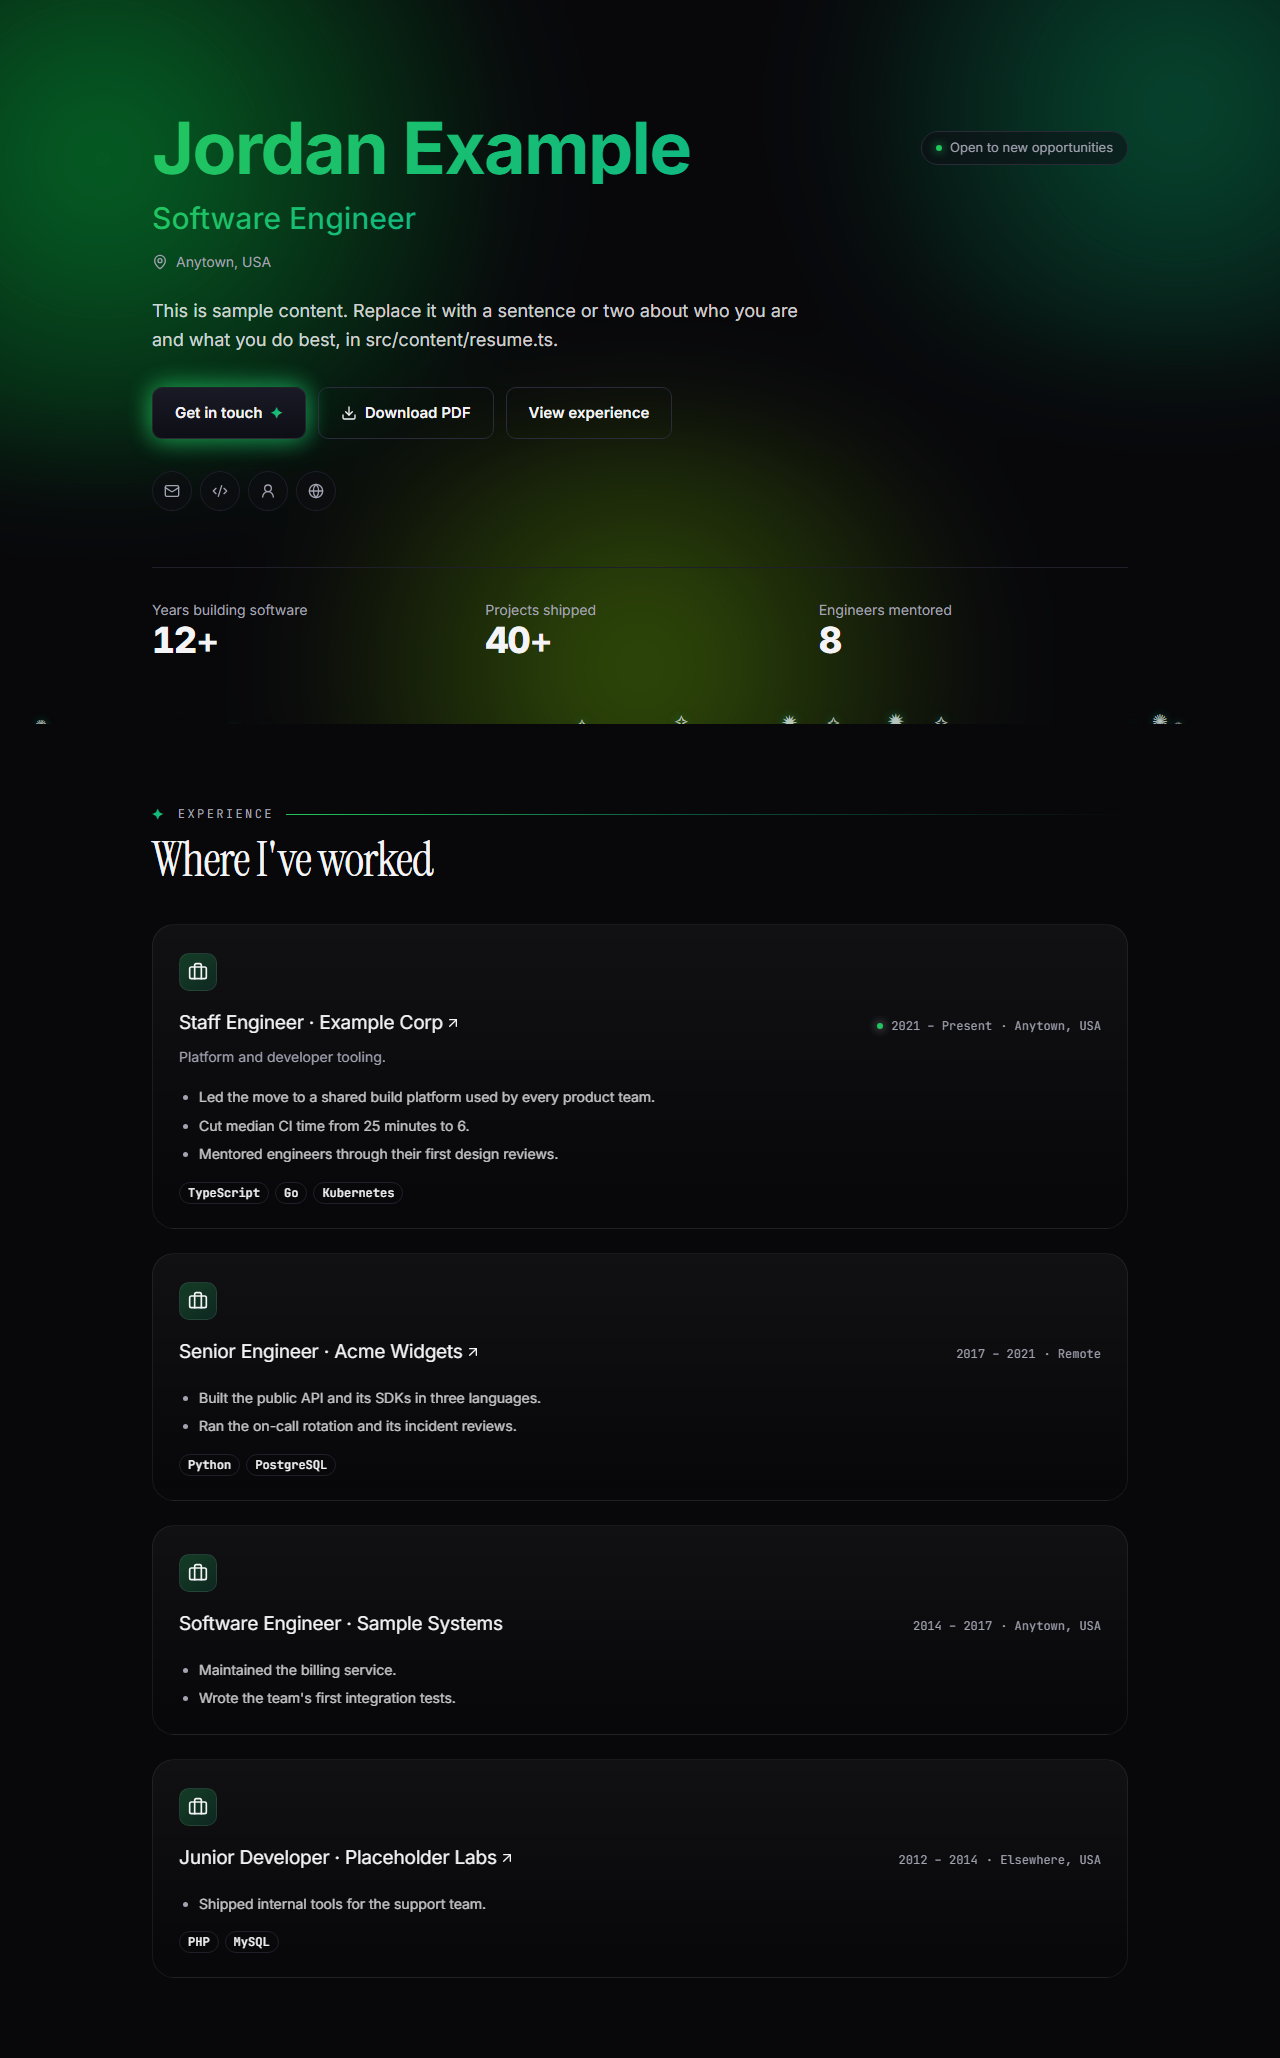 Jordan Example
Open to new opportunities
Software Engineer
Anytown, USA
This is sample content. Replace it with a sentence or two about who you are
and what you do best, in src/content/resume.ts.
Get in touch
Download PDF
View experience
Years building software
12+
Projects shipped
40+
Engineers mentored
8
EXPERIENCE
Where I've worked
Staff Engineer · Example Corp
2021 – Present · Anytown, USA
Platform and developer tooling.
Led the move to a shared build platform used by every product team.
Cut median CI time from 25 minutes to 6.
Mentored engineers through their first design reviews.
TypeScript Go Kubernetes
Senior Engineer · Acme Widgets
2017 – 2021 · Remote
Built the public API and its SDKs in three languages.
Ran the on-call rotation and its incident reviews.
Python PostgreSQL
Software Engineer · Sample Systems
2014 – 2017 · Anytown, USA
Maintained the billing service.
Wrote the team's first integration tests.
Junior Developer · Placeholder Labs
2012 – 2014 · Elsewhere, USA
Shipped internal tools for the support team.
PHP MySQL